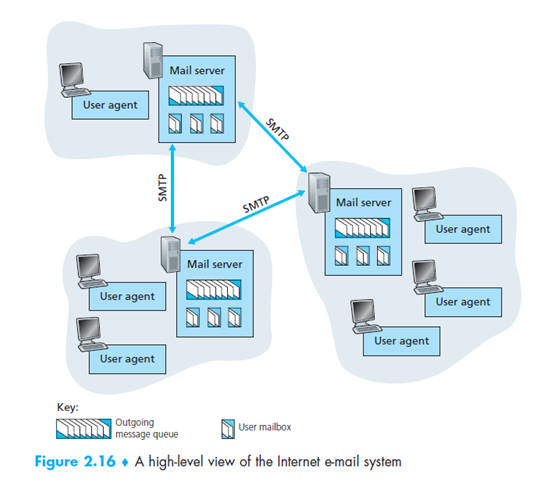 Mail server
User agent
SMTP
SMTP
SMTP
Mail server
User agent
User agent
User agent
Mail server
User agent
User agent
Key:
Outgoing
message queue
User mailbox
Figure 2.16 ♦ A high-level view of the Internet e-mail system